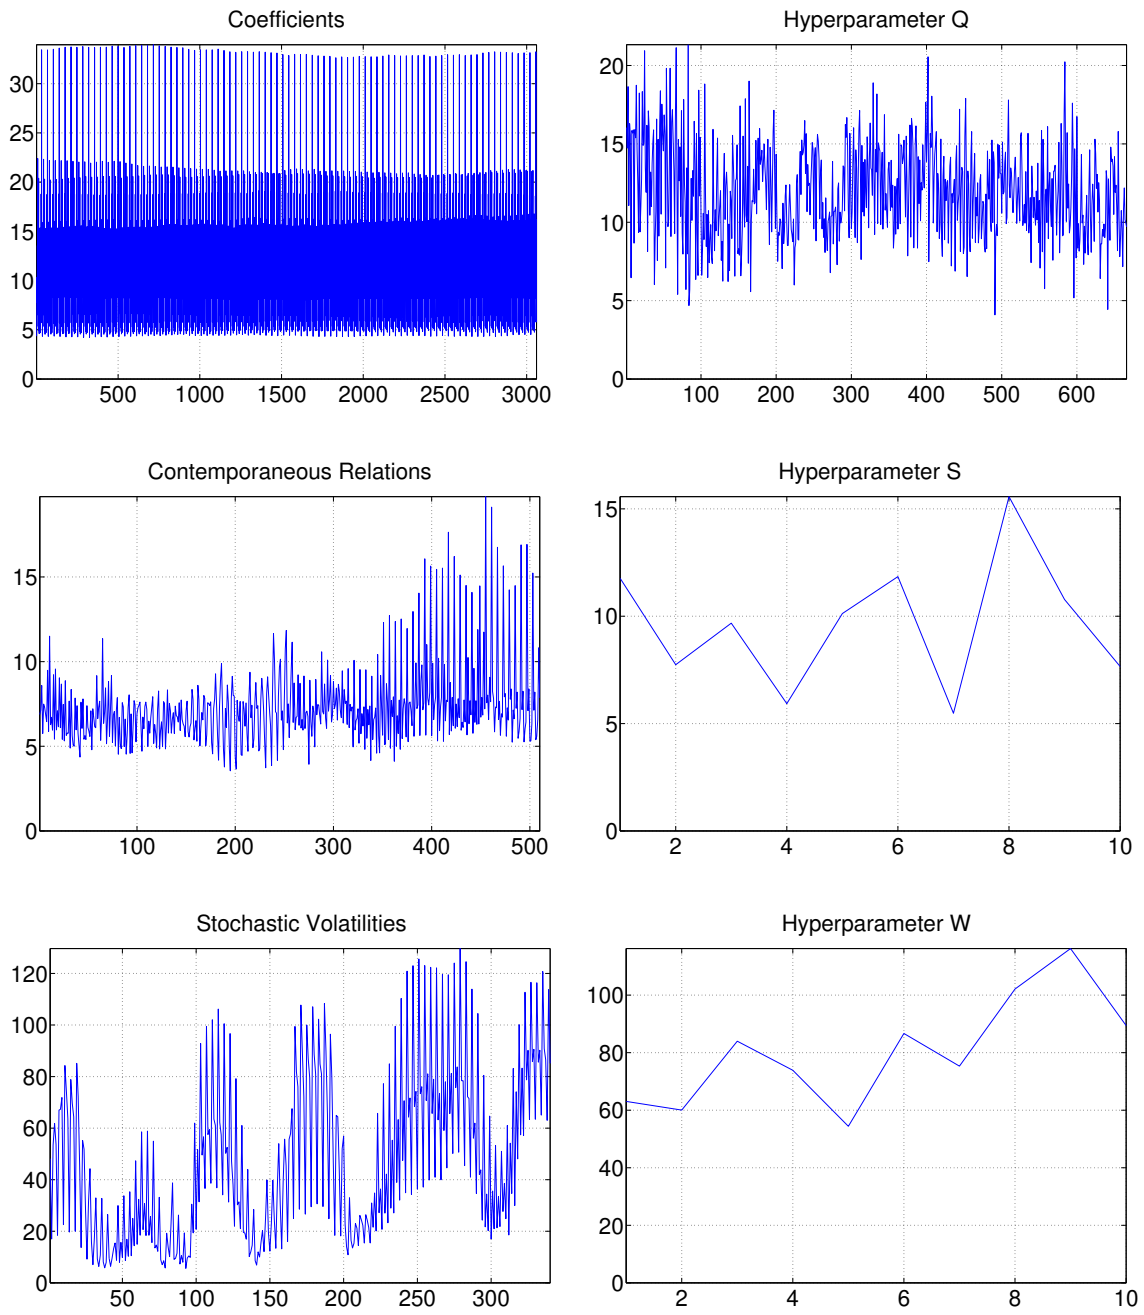 Coefficients
30
25
20
15
10
5
0
500 1000 1500 2000 2500 3000
Hyperparameter Q
20
15
10
5
0
100 200 300 400 500 600
Contemporaneous Relations
15
10
5
0
100 200 300 400 500
Hyperparameter S
15
10
5
0
2 4 6 8 10
Stochastic Volatilities
120
100
80
60
40
20
0
50 100 150 200 250 300
Hyperparameter W
100
80
60
40
20
0
2 4 6 8 10